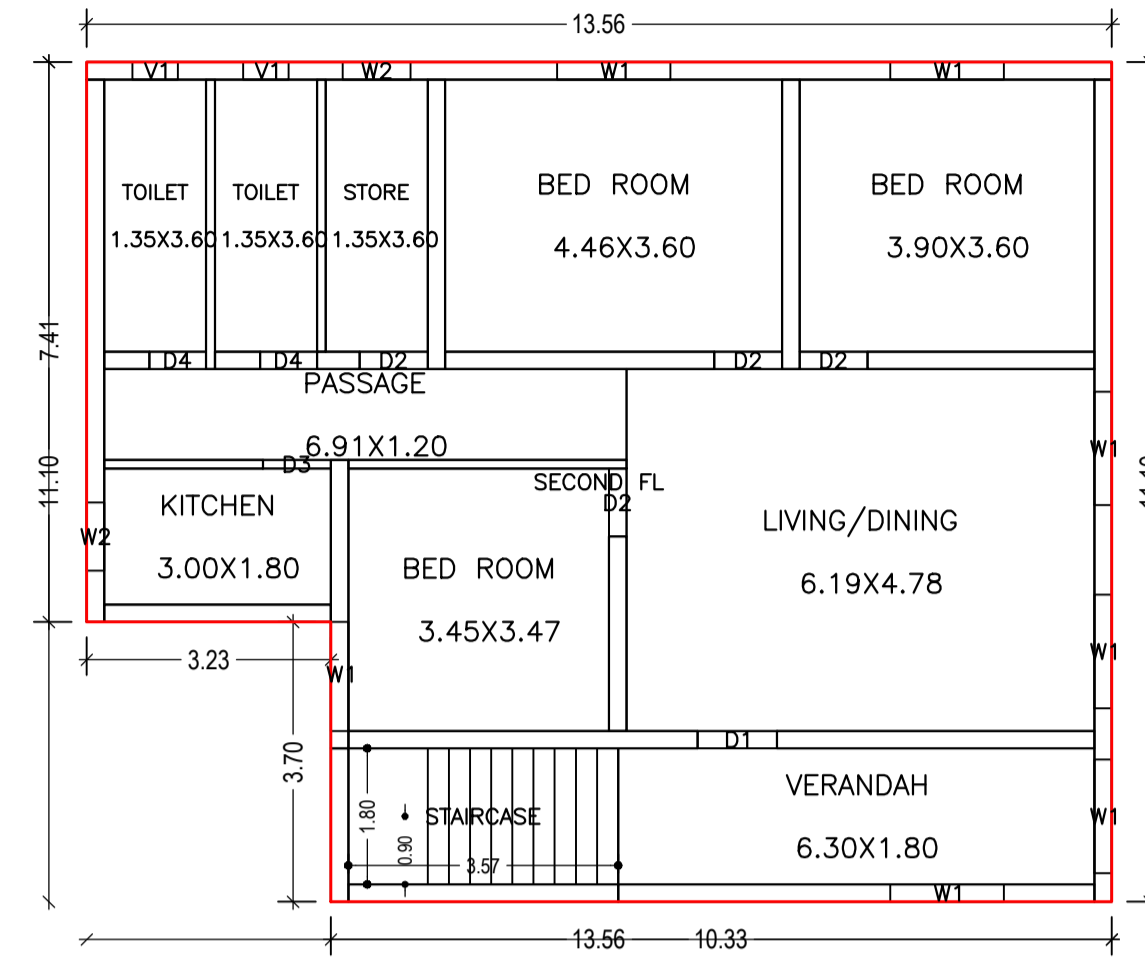 13.56
V1
V1
W2
W1
W1
TOILET
1.35X3.60
TOILET
1.35X3.60
STORE
1.35X3.60
BED ROOM
4.46X3.60
BED ROOM
3.90X3.60
7.41
D4
D4
D2
D2
D2
PASSAGE
6.91X1.20
W1
11.10
D3
SECOND FL
D2
KITCHEN
3.00X1.80
W2
BED ROOM
3.45X3.47
LIVING/DINING
6.19X4.78
3.23
W1
W1
3.70
D1
1.80
0.90
STAIRCASE
3.57
VERANDAH
6.30X1.80
W1
W1
13.56
10.33